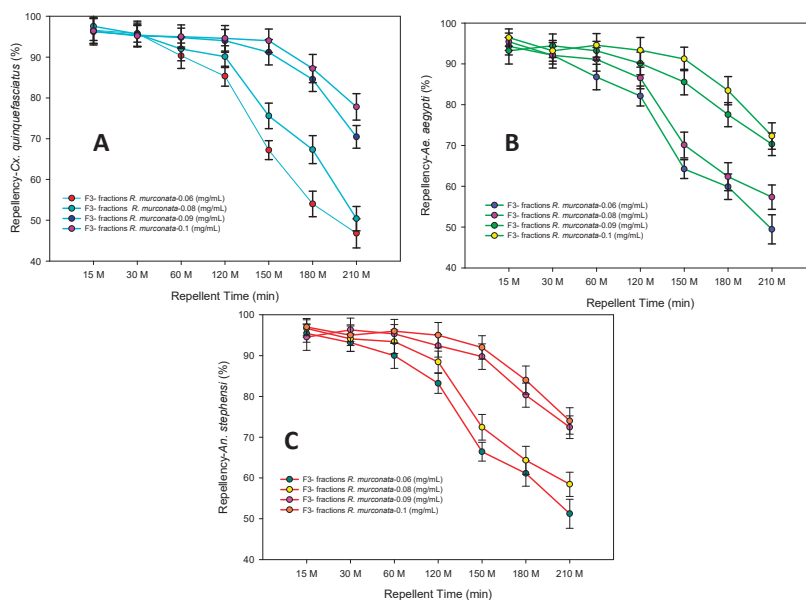 Repellency-Cx. quinquefasciatus (%)
100
90
80
70
60
50
40
A
F3- fractions R. murconata-0.06 (mg/mL)
F3- fractions R. murconata-0.08 (mg/mL)
F3- fractions R. murconata-0.09 (mg/mL)
F3- fractions R. murconata-0.1 (mg/mL)
15 M 30 M 60 M 120 M 150 M 180 M 210 M
Repellent Time (min)
Repellency-Ae. aegypti (%)
100
90
80
70
60
50
40
B
F3- fractions R. murconata-0.06 (mg/mL)
F3- fractions R. murconata-0.08 (mg/mL)
F3- fractions R. murconata-0.09 (mg/mL)
F3- fractions R. murconata-0.1 (mg/mL)
15 M 30 M 60 M 120 M 150 M 180 M 210 M
Repellent Time (min)
Repellency-An. stephensi (%)
100
90
80
70
60
50
40
C
F3- fractions R. murconata-0.06 (mg/mL)
F3- fractions R. murconata-0.08 (mg/mL)
F3- fractions R. murconata-0.09 (mg/mL)
F3- fractions R. murconata-0.1 (mg/mL)
15 M 30 M 60 M 120 M 150 M 180 M 210 M
Repellent Time (min)